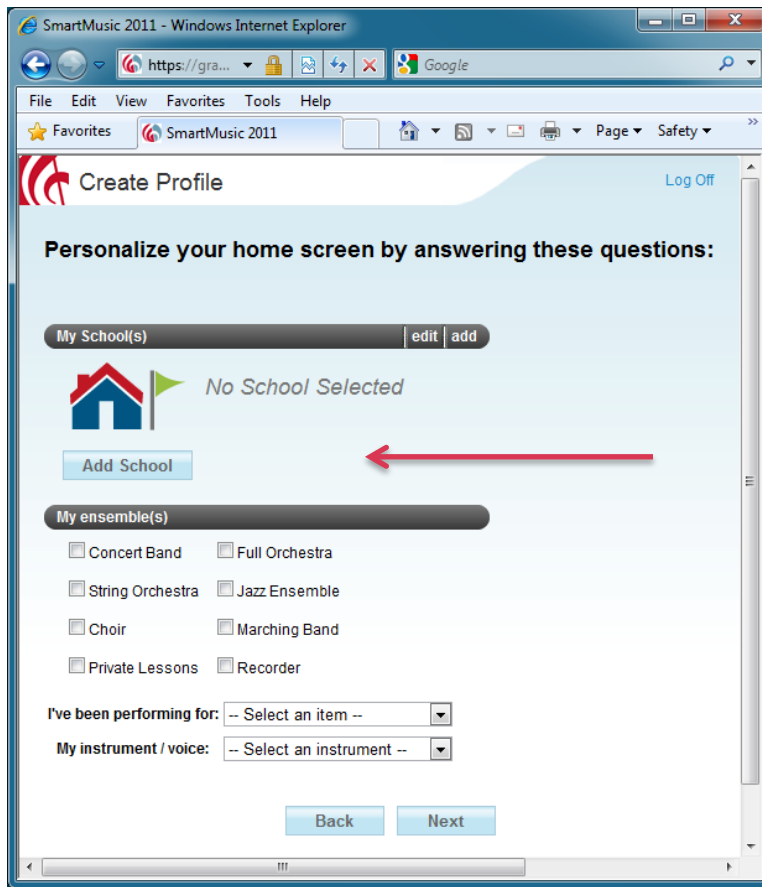 SmartMusic 2011 - Windows Internet Explorer
https://gra... Google
File Edit View Favorites Tools Help
Favorites SmartMusic 2011 Page Safety »
Create Profile Log Off
Personalize your home screen by answering these questions:
My School(s) edit add
No School Selected
Add School
My ensemble(s)
Concert Band Full Orchestra
String Orchestra Jazz Ensemble
Choir Marching Band
Private Lessons Recorder
I've been performing for: -- Select an item --
My instrument / voice: -- Select an instrument --
Back Next